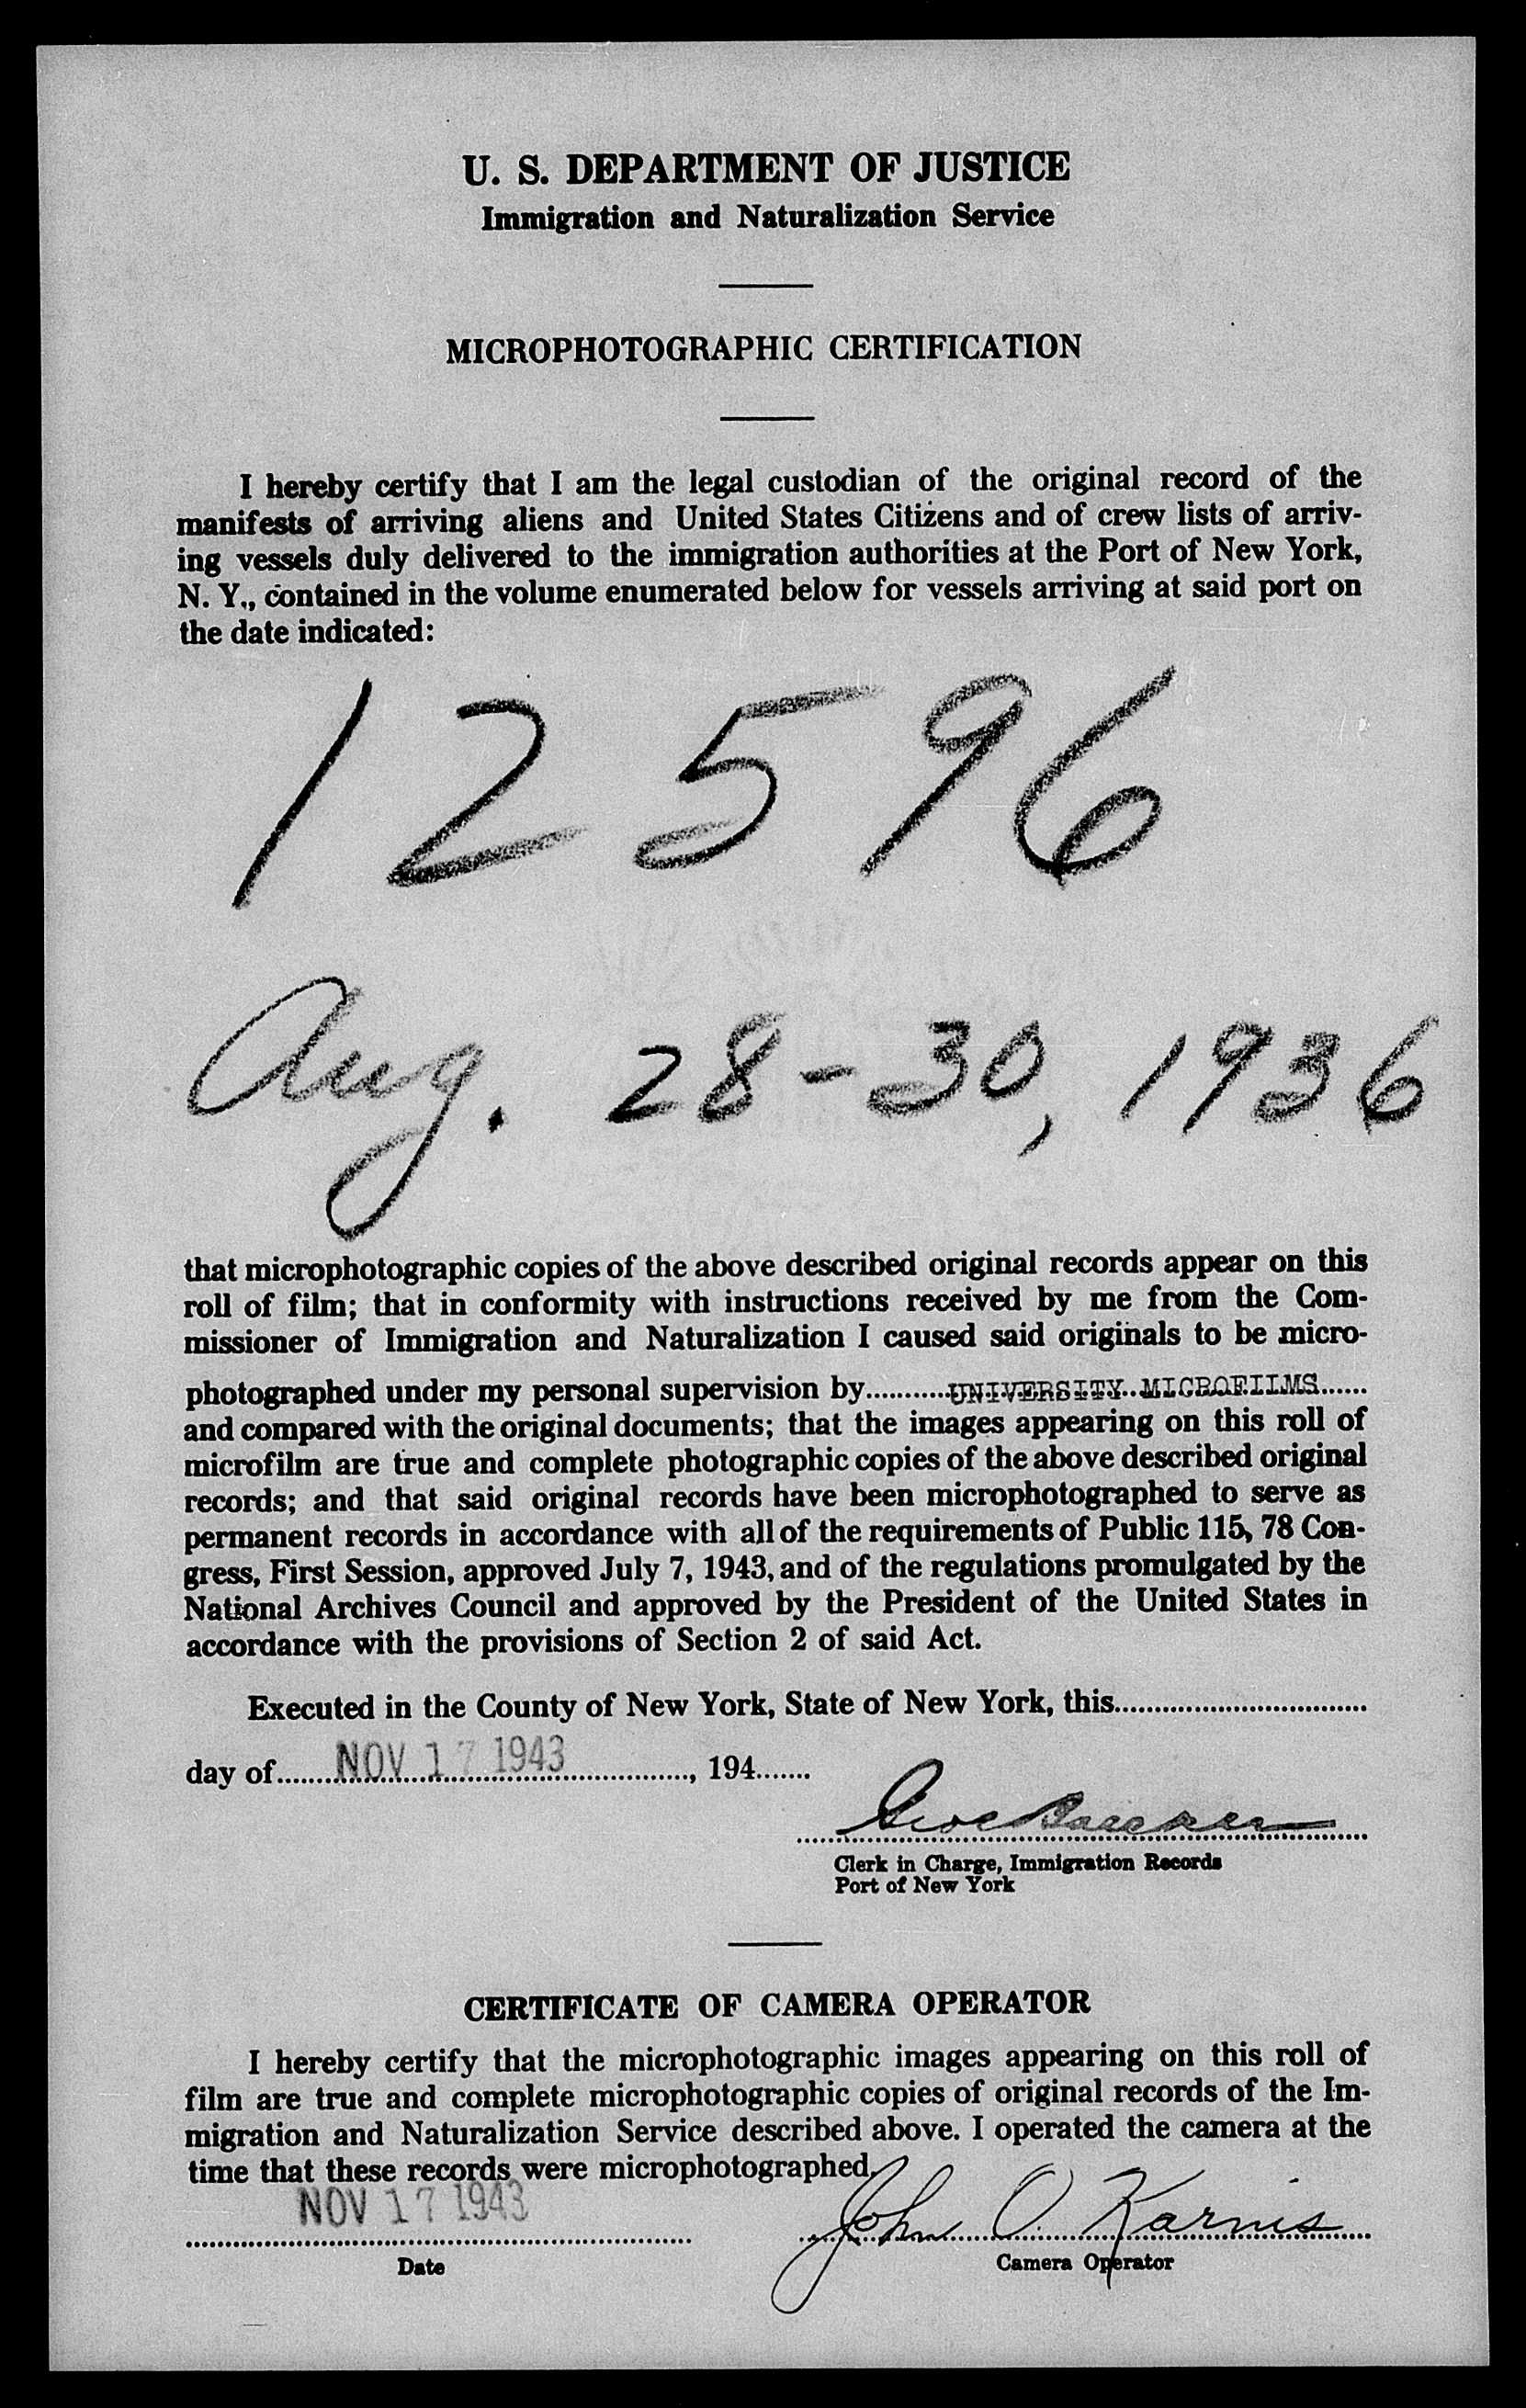 U. S. DEPARTMENT OF JUSTICE
Immigration and Naturalization Service
MICROPHOTOGRAPHIC CERTIFICATION
I hereby certify that I am the legal custodian of the original record of the
manifests of arriving aliens and United States Citizens and of crew lists of arriv-
ing vessels duly delivered to the immigration authorities at the Port of New York,
N. Y., contained in the volume enumerated below for vessels arriving at said port on
the date indicated:
12596
Aug. 28-30, 1936
that microphotographic copies of the above described original records appear on this
roll of film; that in conformity with instructions received by me from the Com-
missioner of Immigration and Naturalization I caused said originals to be micro-
photographed under my personal supervision by...........UNIVERSITY MICROFILMS......
and compared with the original documents; that the images appearing on this roll of
microfilm are true and complete photographic copies of the above described original
records; and that said original records have been microphotographed to serve as
permanent records in accordance with all of the requirements of Public 115, 78 Con-
gress, First Session, approved July 7, 1943, and of the regulations promulgated by the
National Archives Council and approved by the President of the United States in
accordance with the provisions of Section 2 of said Act.
Executed in the County of New York, State of New York, this................................
day of........NOV 17 1943................, 194.......
Clerk in Charge, Immigration Records
Port of New York
CERTIFICATE OF CAMERA OPERATOR
I hereby certify that the microphotographic images appearing on this roll of
film are true and complete microphotographic copies of original records of the Im-
migration and Naturalization Service described above. I operated the camera at the
time that these records were microphotographed.
NOV 17 1943 John O. Karnis
Date Camera Operator